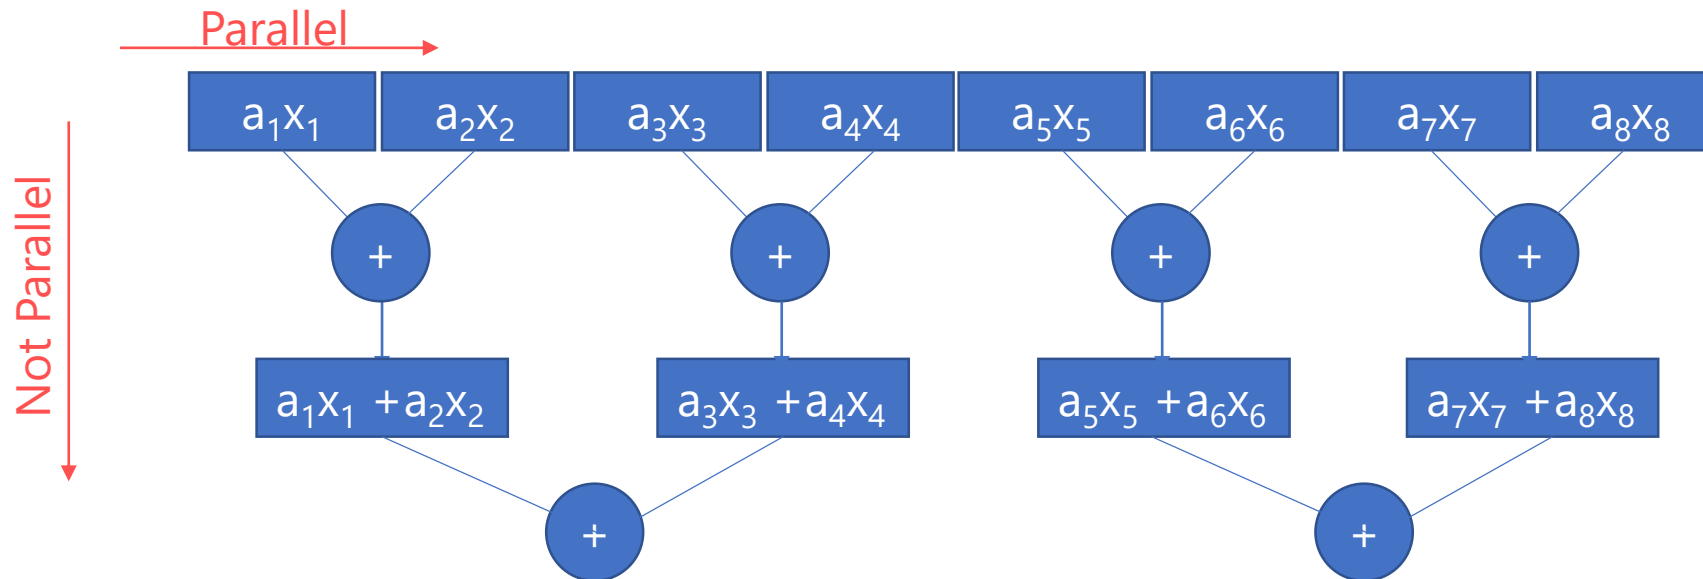 Parallel
Not Parallel
a₁x₁ a₂x₂ a₃x₃ a₄x₄ a₅x₅ a₆x₆ a₇x₇ a₈x₈
+ + + +
a₁x₁ +a₂x₂ a₃x₃ +a₄x₄ a₅x₅ +a₆x₆ a₇x₇ +a₈x₈
+ +